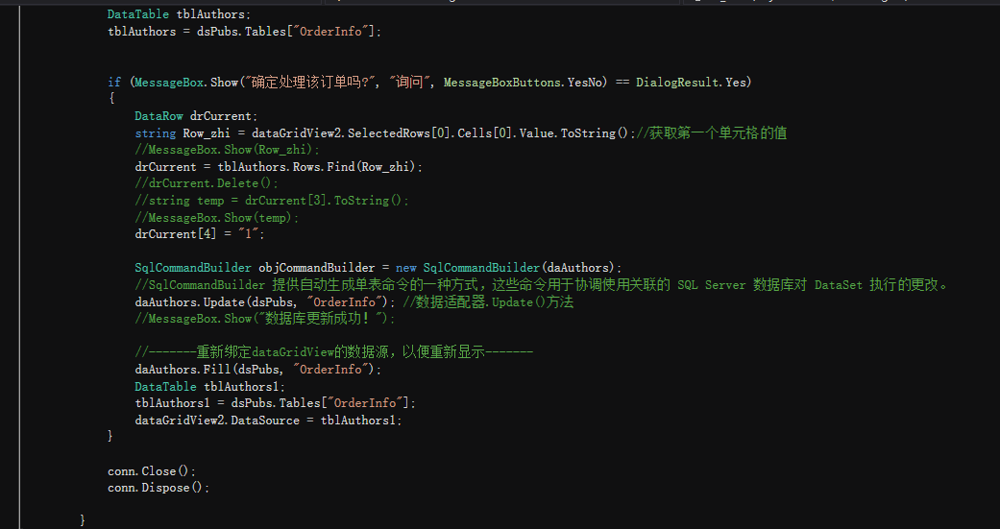 DataTable tblAuthors;
tblAuthors = dsPubs.Tables["OrderInfo"];
if (MessageBox.Show("确定处理该订单吗?", "询问", MessageBoxButtons.YesNo) == DialogResult.Yes)
{
DataRow drCurrent;
string Row_zhi = dataGridView2.SelectedRows[0].Cells[0].Value.ToString();//获取第一个单元格的值
//MessageBox.Show(Row_zhi);
drCurrent = tblAuthors.Rows.Find(Row_zhi);
//drCurrent.Delete();
//string temp = drCurrent[3].ToString();
//MessageBox.Show(temp);
drCurrent[4] = "1";
SqlCommandBuilder objCommandBuilder = new SqlCommandBuilder(daAuthors);
//SqlCommandBuilder 提供自动生成单表命令的一种方式，这些命令用于协调使用关联的 SQL Server 数据库对 DataSet 执行的更改。
daAuthors.Update(dsPubs, "OrderInfo"); //数据适配器.Update()方法
//MessageBox.Show("数据库更新成功！");
//-------重新绑定dataGridView的数据源，以便重新显示-------
daAuthors.Fill(dsPubs, "OrderInfo");
DataTable tblAuthors1;
tblAuthors1 = dsPubs.Tables["OrderInfo"];
dataGridView2.DataSource = tblAuthors1;
}
conn.Close();
conn.Dispose();
}